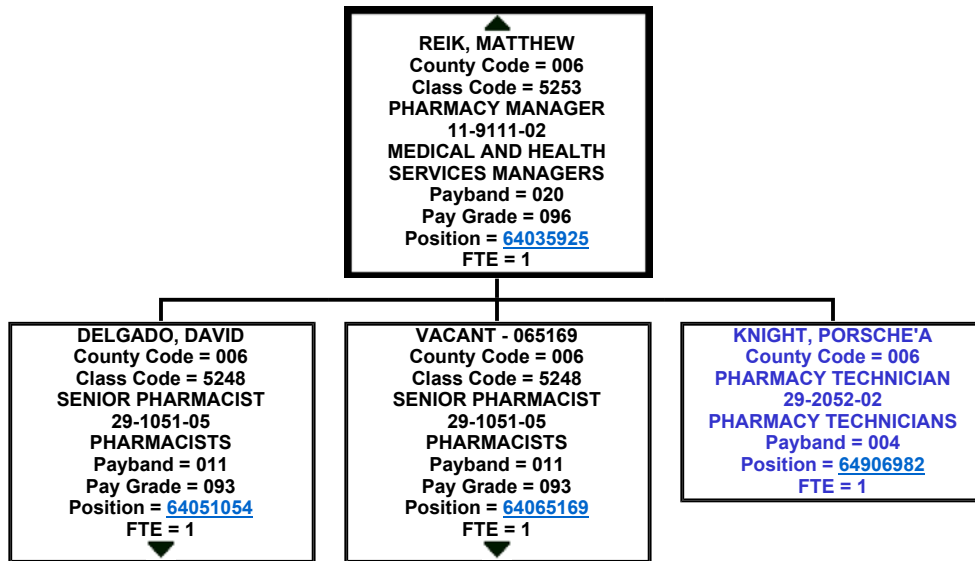 REIK, MATTHEW
County Code = 006
Class Code = 5253
PHARMACY MANAGER
11-9111-02
MEDICAL AND HEALTH
SERVICES MANAGERS
Payband = 020
Pay Grade = 096
Position = 64035925
FTE = 1
DELGADO, DAVID
County Code = 006
Class Code = 5248
SENIOR PHARMACIST
29-1051-05
PHARMACISTS
Payband = 011
Pay Grade = 093
Position = 64051054
FTE = 1
VACANT - 065169
County Code = 006
Class Code = 5248
SENIOR PHARMACIST
29-1051-05
PHARMACISTS
Payband = 011
Pay Grade = 093
Position = 64065169
FTE = 1
KNIGHT, PORSCHE'A
County Code = 006
PHARMACY TECHNICIAN
29-2052-02
PHARMACY TECHNICIANS
Payband = 004
Position = 64906982
FTE = 1